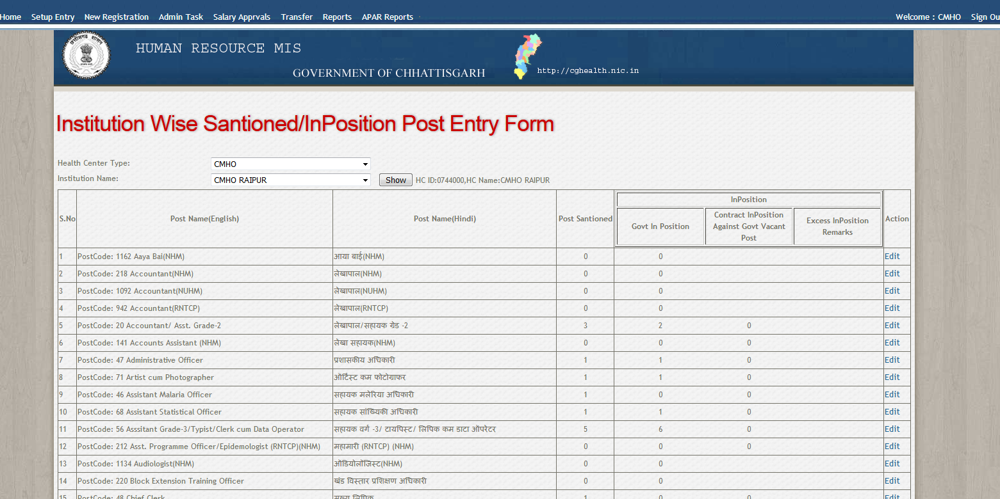 Home Setup Entry New Registration Admin Task Salary Apprvals Transfer Reports APAR Reports Welcome : CMHO Sign Ou
HUMAN RESOURCE MIS
GOVERNMENT OF CHHATTISGARH
http://cghealth.nic.in
Institution Wise Santioned/InPosition Post Entry Form
Health Center Type: CMHO
Institution Name: CMHO RAIPUR Show HC ID:0744000,HC Name:CMHO RAIPUR
S.No Post Name(English) Post Name(Hindi) Post Santioned InPosition Action
Govt In Position Contract InPosition Against Govt Vacant Post Excess InPosition Remarks
1 PostCode: 1162 Aaya Bai(NHM) आया बाई(NHM) 0 0 Edit
2 PostCode: 218 Accountant(NHM) लेखापाल(NHM) 0 0 Edit
3 PostCode: 1092 Accountant(NUHM) लेखापाल(NUHM) 0 0 Edit
4 PostCode: 942 Accountant(RNTCP) लेखापाल(RNTCP) 0 0 Edit
5 PostCode: 20 Accountant/ Asst. Grade-2 लेखापाल/सहायक ग्रेड -2 3 2 0 Edit
6 PostCode: 141 Accounts Assistant (NHM) लेखा सहायक(NHM) 0 0 0 Edit
7 PostCode: 47 Administrative Officer प्रशासकीय अधिकारी 1 1 0 Edit
8 PostCode: 71 Artist cum Photographer ऑर्टिस्ट कम फोटोग्राफर 1 1 0 Edit
9 PostCode: 46 Assistant Malaria Officer सहायक मलेरिया अधिकारी 1 0 0 Edit
10 PostCode: 68 Assistant Statistical Officer सहायक सांख्यिकी अधिकारी 1 1 0 Edit
11 PostCode: 56 Asssitant Grade-3/Typist/Clerk cum Data Operator सहायक वर्ग -3/ टायपिस्ट/ लिपिक कम डाटा ऑपरेटर 5 6 0 Edit
12 PostCode: 212 Asst. Programme Officer/Epidemologist (RNTCP)(NHM) महामारी (RNTCP) (NHM) 0 0 0 Edit
13 PostCode: 1134 Audiologist(NHM) ऑडियोलॉजिस्ट(NHM) 0 0 Edit
14 PostCode: 220 Block Extension Training Officer खंड विस्तार प्रशिक्षण अधिकारी 0 0 Edit
15 PostCode: 48 Chief Clerk मुख्य लिपिक 1 0 0 Edit